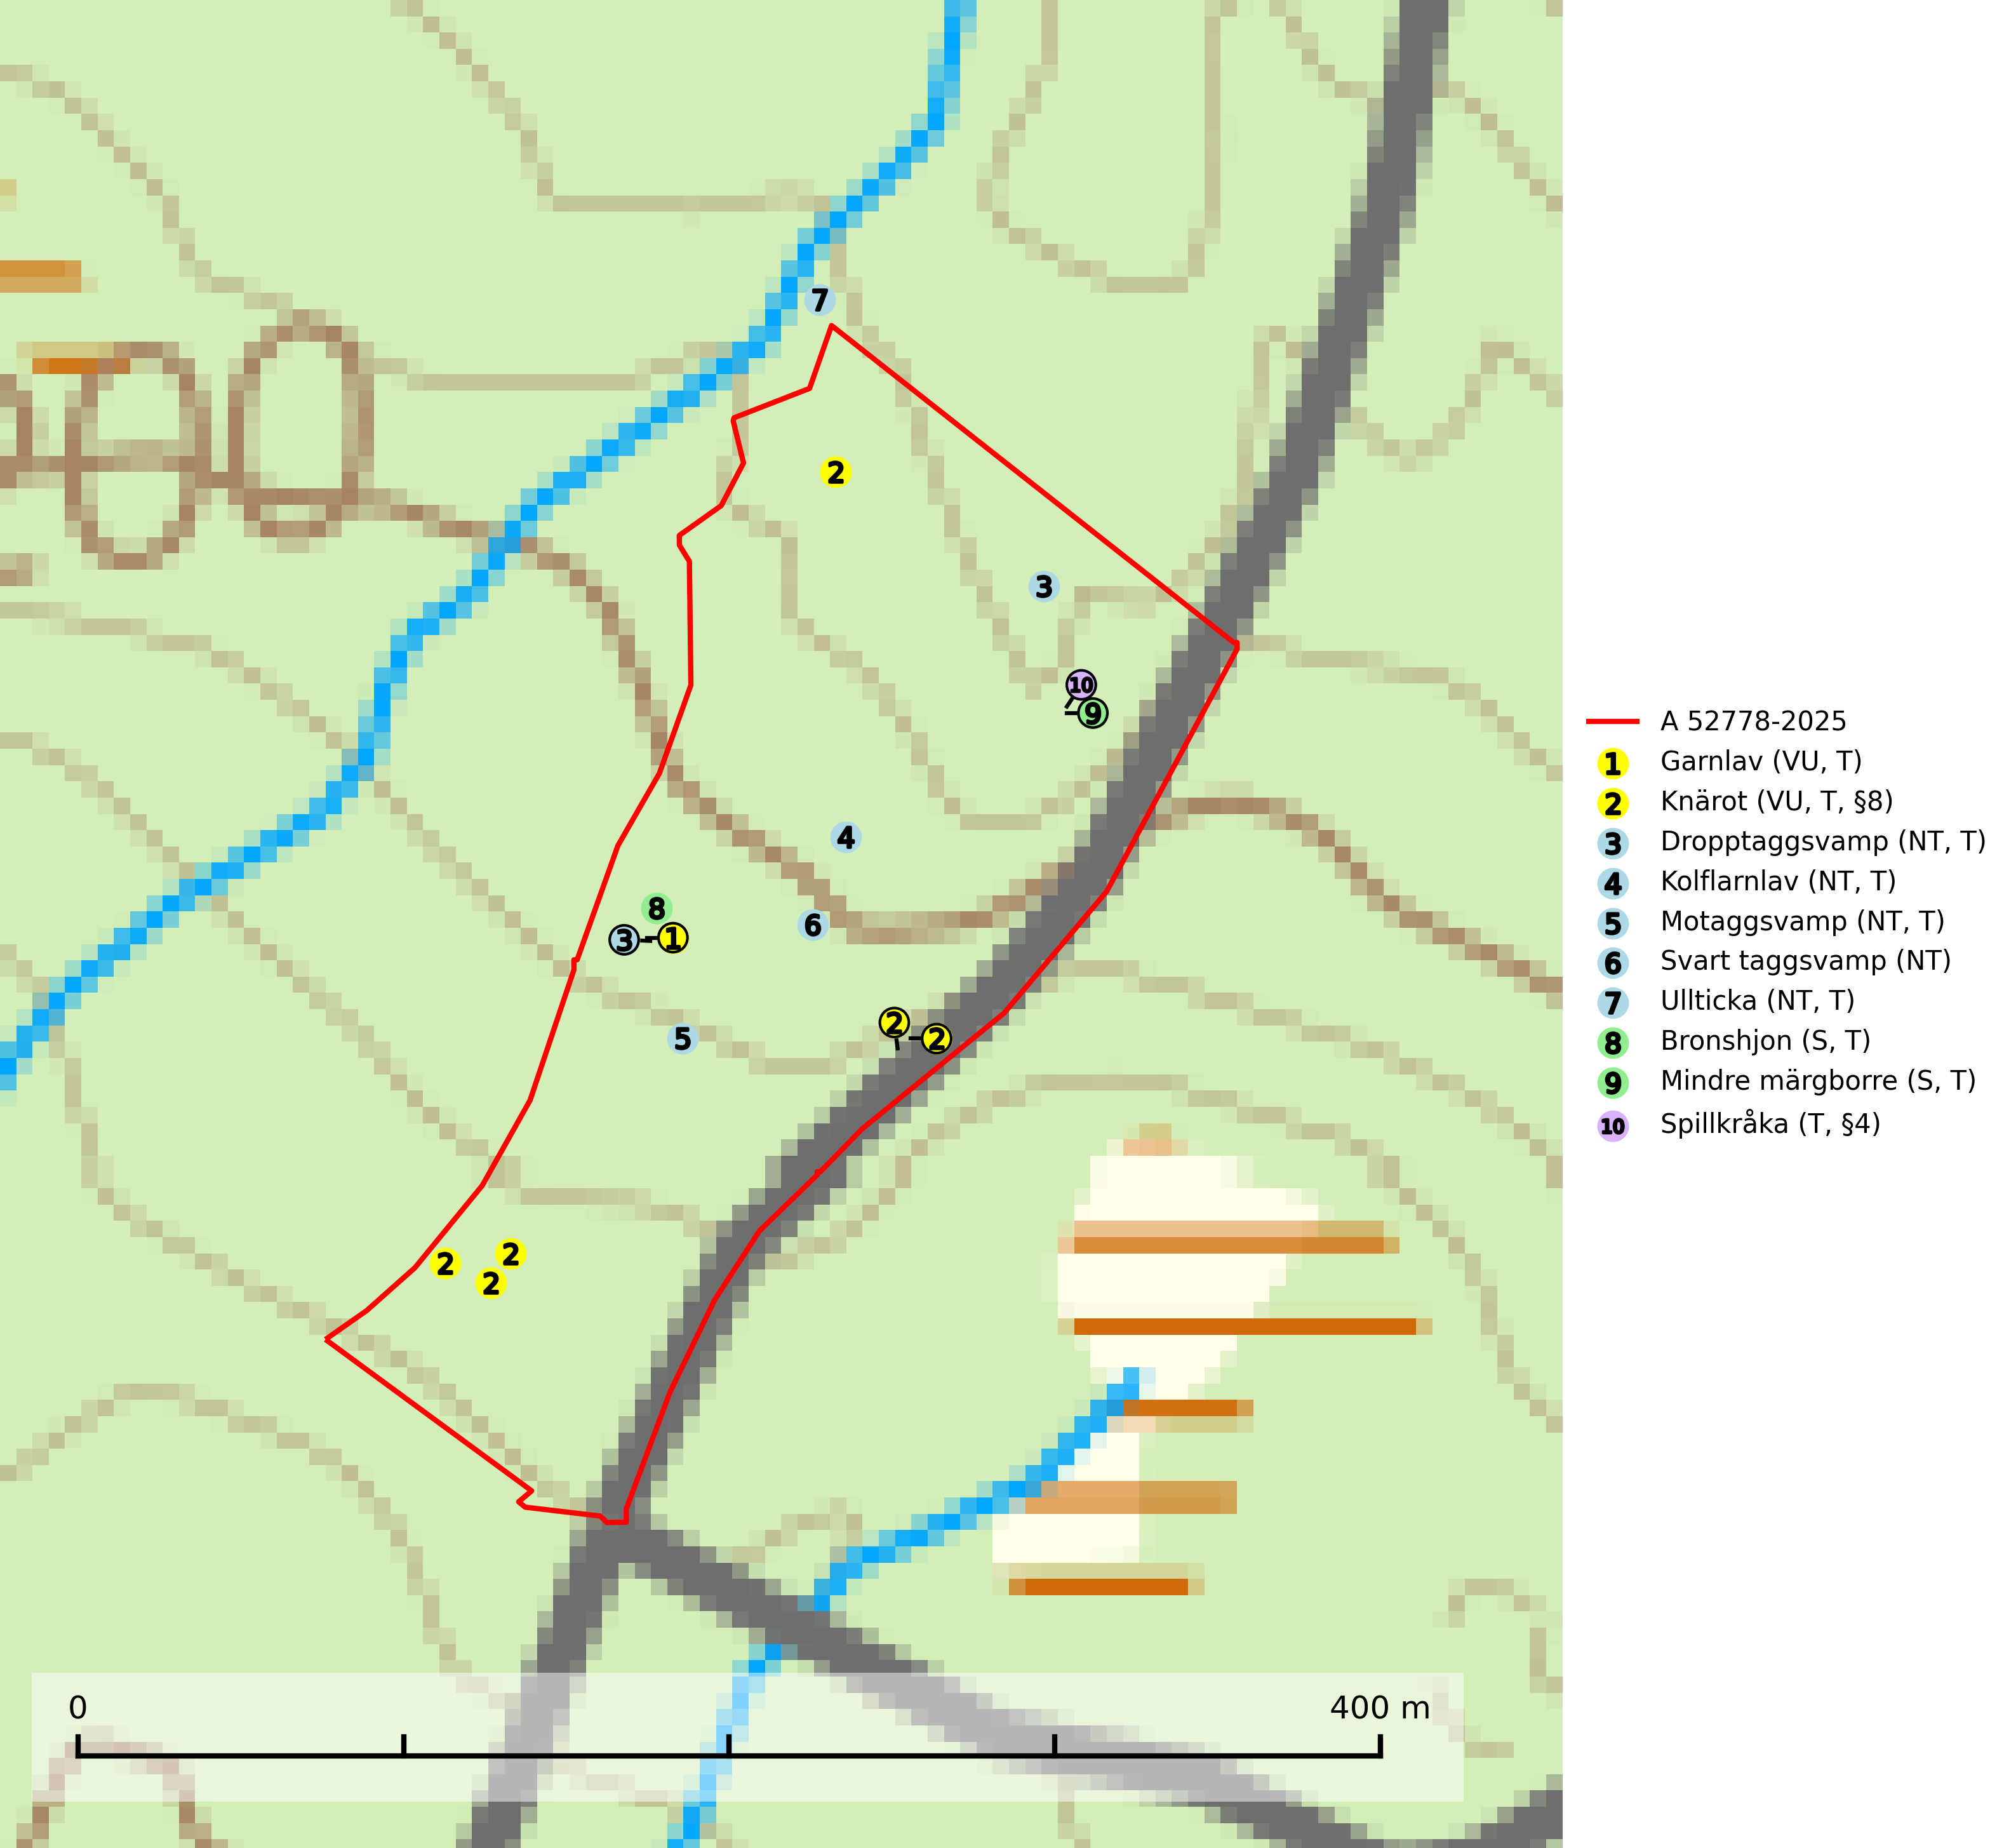 7
2
3
10
9
4
8
6
3
1
2
2
5
2
2
2
0
400 m
A 52778-2025
1 Garnlav (VU, T)
2 Knärot (VU, T, §8)
3 Dropptaggsvamp (NT, T)
4 Kolflarnlav (NT, T)
5 Motaggsvamp (NT, T)
6 Svart taggsvamp (NT)
7 Ullticka (NT, T)
8 Bronshjon (S, T)
9 Mindre märgborre (S, T)
10 Spillkråka (T, §4)